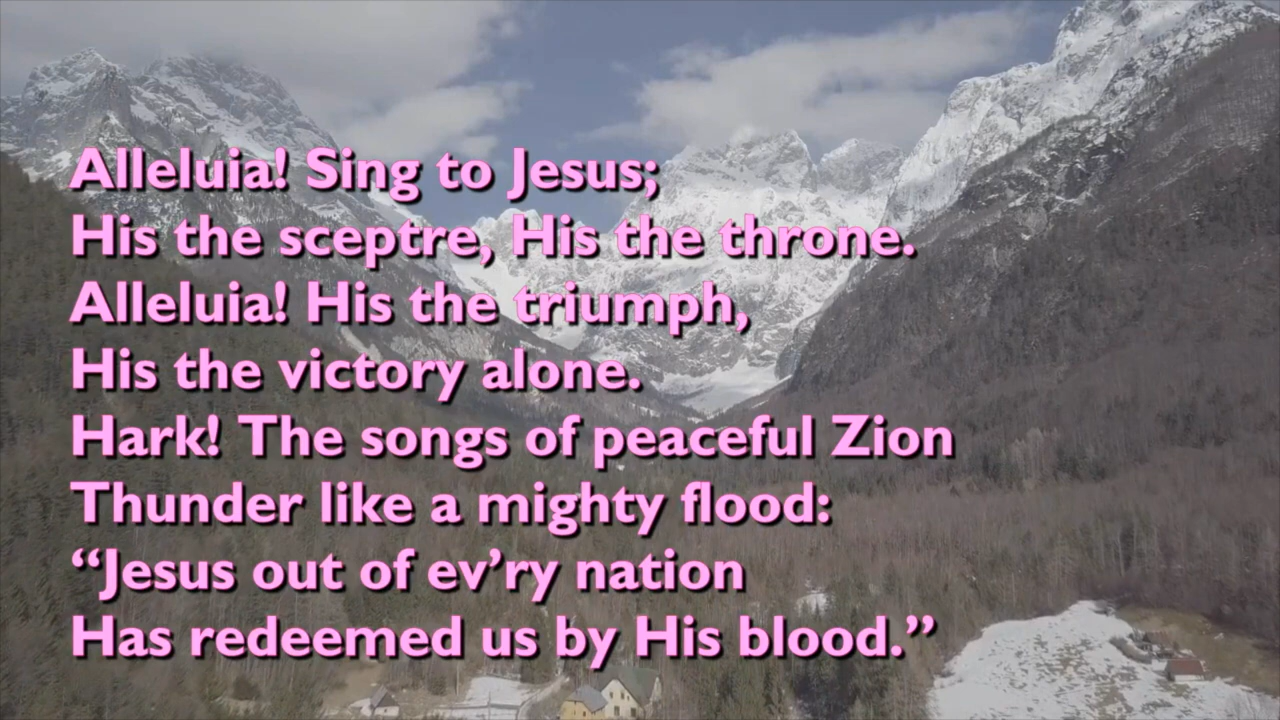 Alleluia! Sing to Jesus;
His the sceptre, His the throne.
Alleluia! His the triumph,
His the victory alone.
Hark! The songs of peaceful Zion
Thunder like a mighty flood:
“Jesus out of ev’ry nation
Has redeemed us by His blood.”